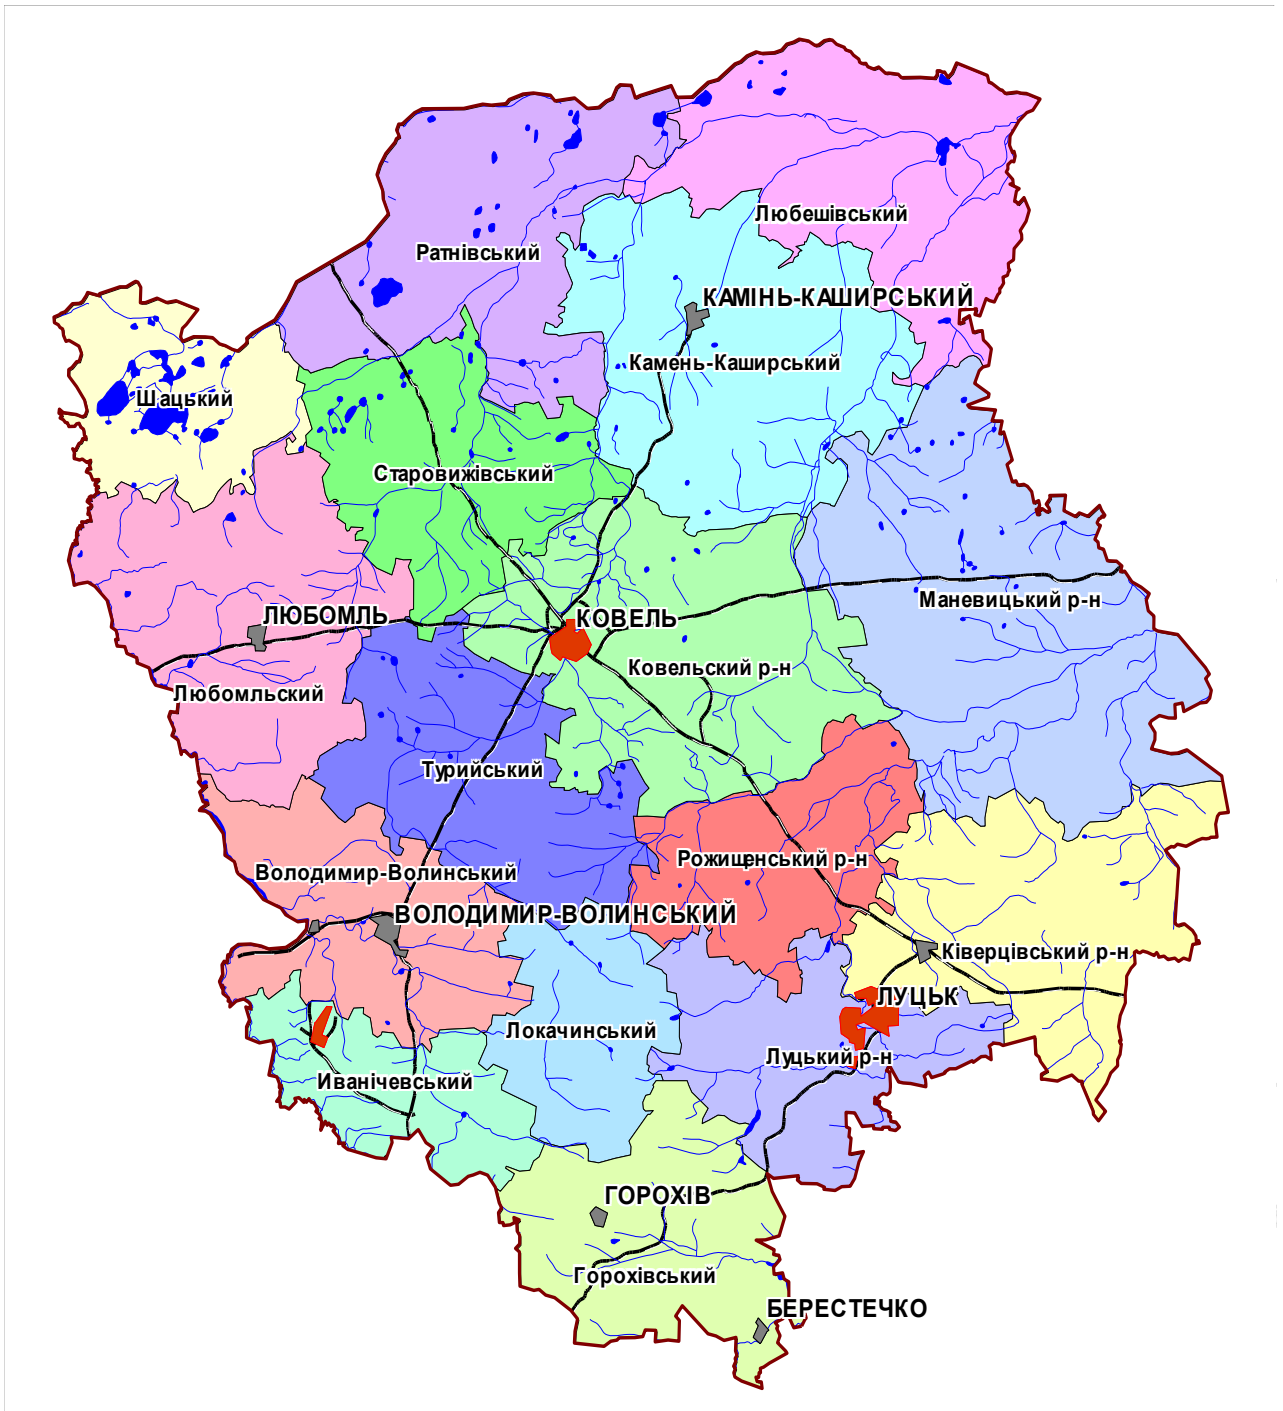 Любешівський
Ратнівський
КАМІНЬ-КАШИРСЬКИЙ
Камень-Каширський
Шацький
Старовижівський
Маневицький р-н
ЛЮБОМЛЬ
КОВЕЛЬ
Ковельский р-н
Любомльский
Турийський
Рожищенський р-н
Володимир-Волинський
ВОЛОДИМИР-ВОЛИНСЬКИЙ
Ківерцівський р-н
ЛУЦЬК
Локачинський
Луцький р-н
Иванічевський
ГОРОХІВ
Горохівський
БЕРЕСТЕЧКО